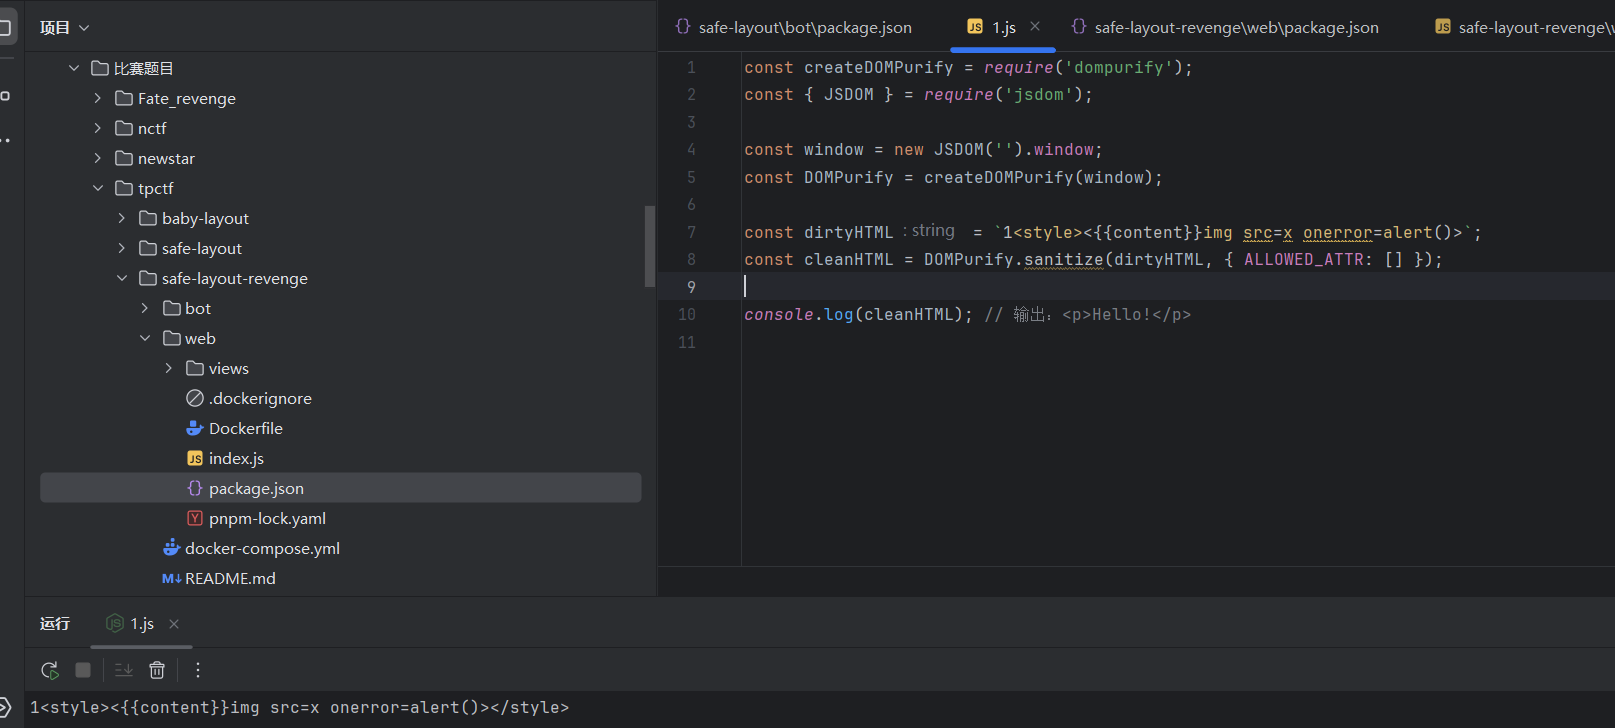 项目
比赛题目
Fate_revenge
nctf
newstar
tpctf
baby-layout
safe-layout
safe-layout-revenge
bot
web
views
.dockerignore
Dockerfile
index.js
package.json
pnpm-lock.yaml
docker-compose.yml
README.md
safe-layout\bot\package.json
1.js
safe-layout-revenge\web\package.json
safe-layout-revenge\
1 const createDOMPurify = require('dompurify');
2 const { JSDOM } = require('jsdom');
3
4 const window = new JSDOM('').window;
5 const DOMPurify = createDOMPurify(window);
6
7 const dirtyHTML : string = `1<style><{{content}}img src=x onerror=alert()>`;
8 const cleanHTML = DOMPurify.sanitize(dirtyHTML, { ALLOWED_ATTR: [] });
9
10 console.log(cleanHTML); // 输出：<p>Hello!</p>
11
运行
1.js
1<style><{{content}}img src=x onerror=alert()></style>